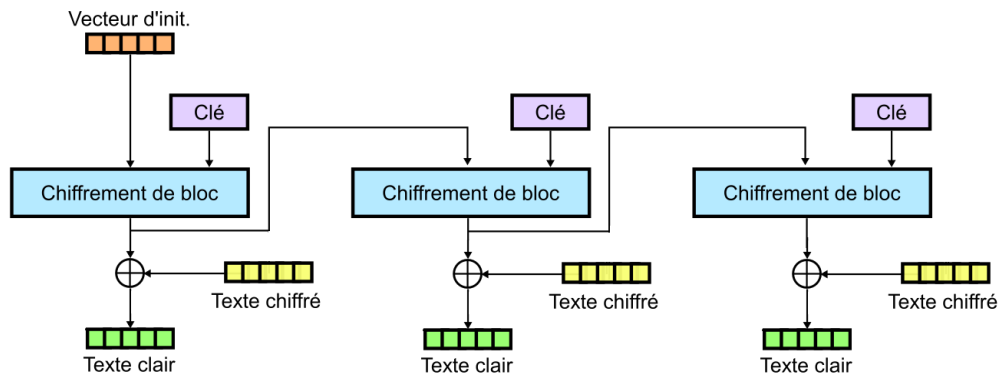 Vecteur d'init.
Clé
Clé
Clé
Chiffrement de bloc
Chiffrement de bloc
Chiffrement de bloc
Texte chiffré
Texte chiffré
Texte chiffré
Texte clair
Texte clair
Texte clair